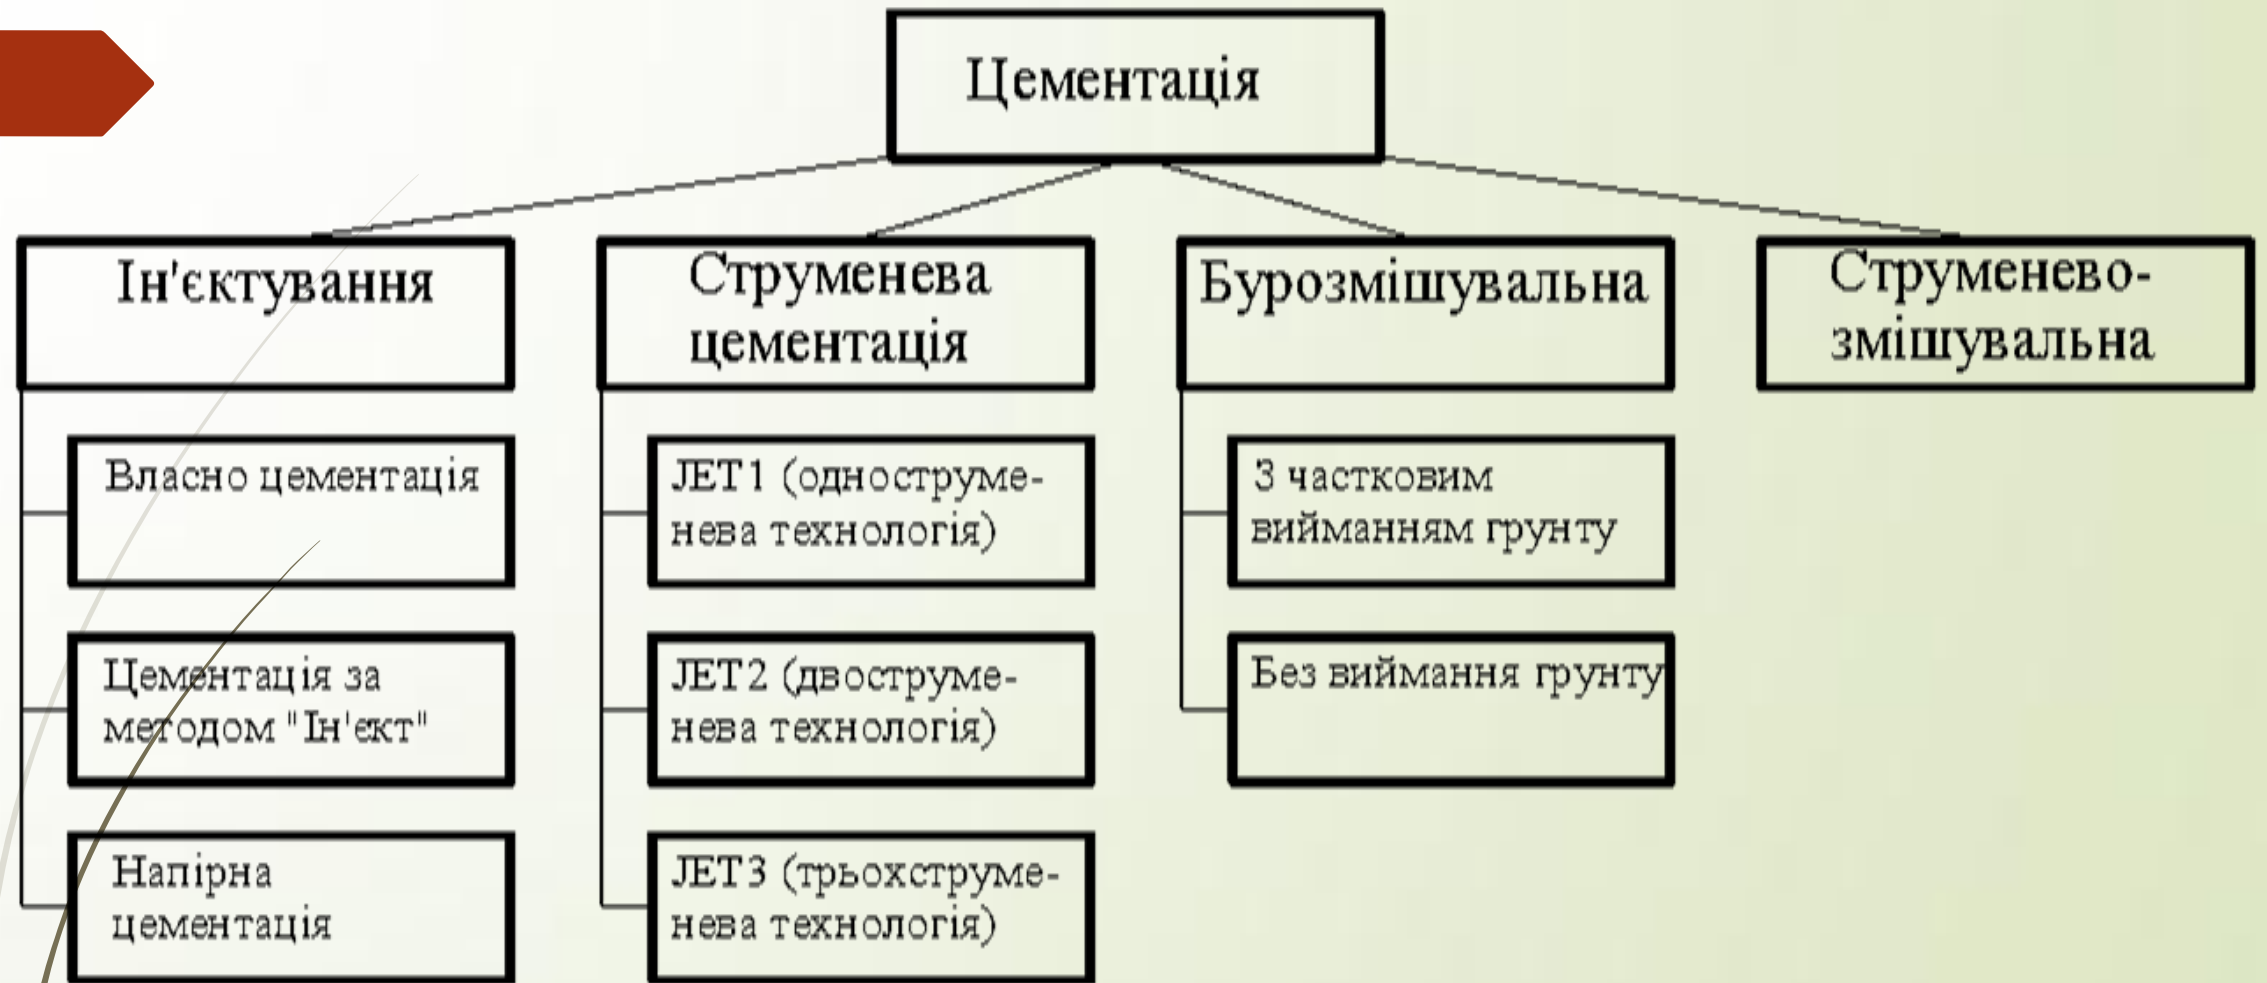 Цементація
Ін'єктування
Власно цементація
Цементація за
методом "Ін'єкт"
Напірна
цементація
Струменева
цементація
JET1 (одноструме-
нева технологія)
JET2 (двоструме-
нева технологія)
JET3 (трьохструме-
нева технологія)
Бурозмішувальна
З частковим
вийманням грунту
Без виймання грунту
Струменево-
змішувальна